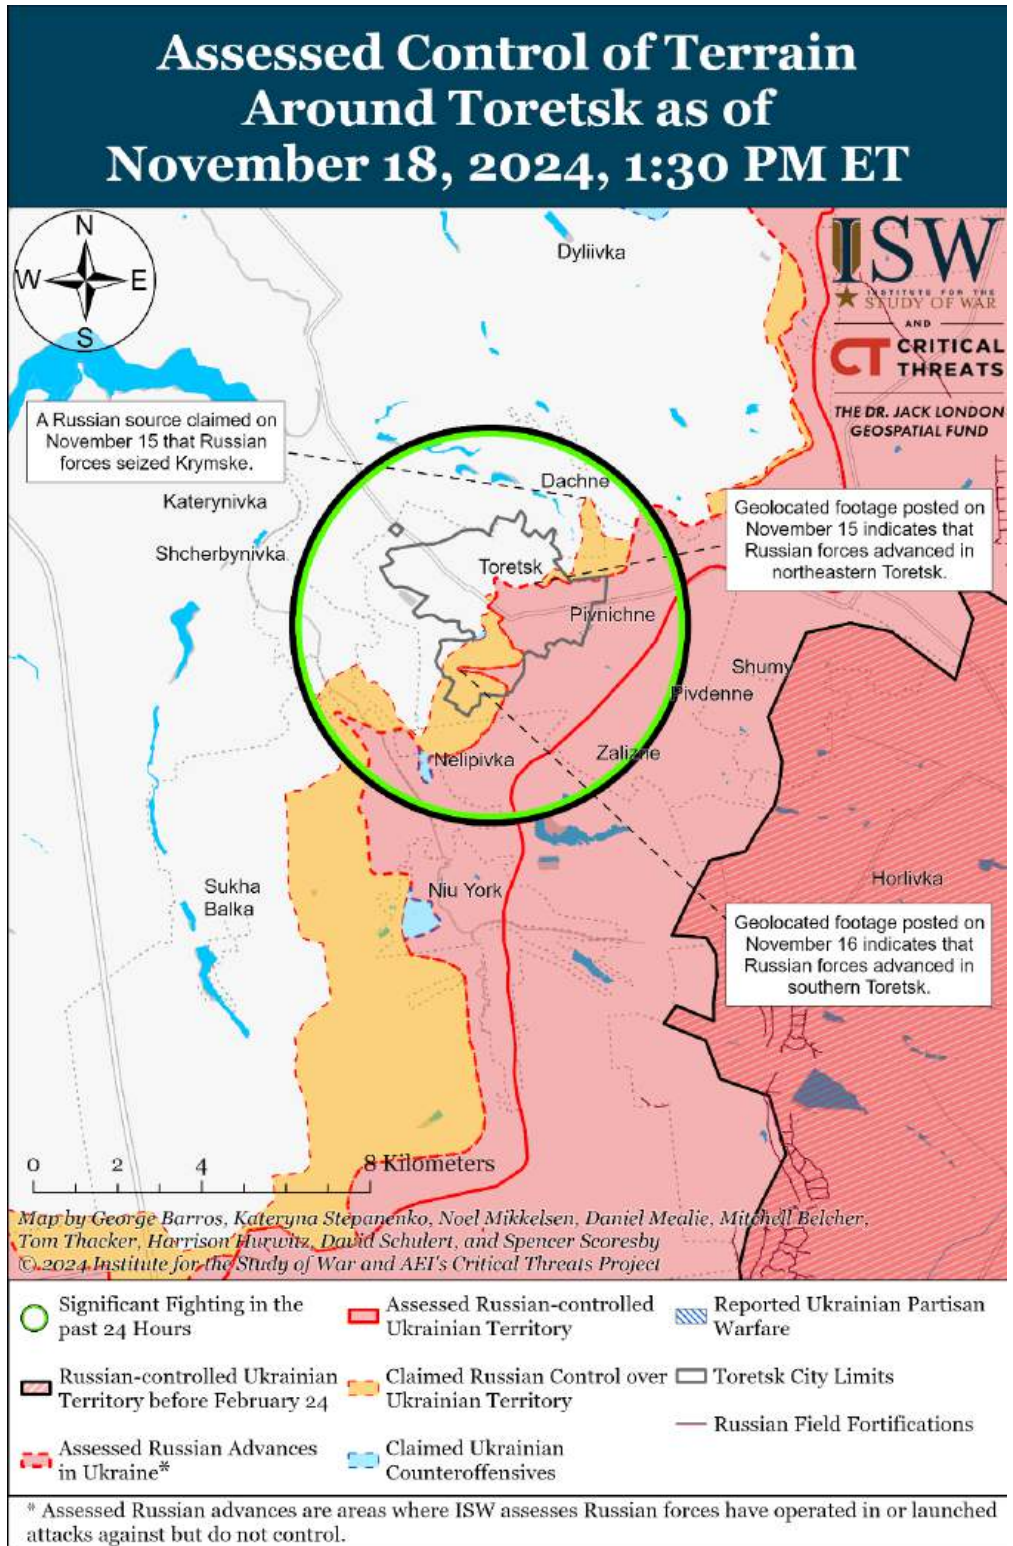 Assessed Control of Terrain
Around Toretsk as of
November 18, 2024, 1:30 PM ET
N
W
E
S
Dyliivka
ISW
INSTITUTE FOR THE
STUDY OF WAR
AND
CT CRITICAL
THREATS
THE DR. JACK LONDON
GEOSPATIAL FUND
A Russian source claimed on
November 15 that Russian
forces seized Krymske.
Katerynivka
Dachne
Geolocated footage posted on
November 15 indicates that
Russian forces advanced in
northeastern Toretsk.
Shcherbynivka
Toretsk
Pivnichne
Shumy
Pivdenne
Nelipivka
Zalizne
Sukha
Balka
Niu York
Horlivka
Geolocated footage posted on
November 16 indicates that
Russian forces advanced in
southern Toretsk.
0 2 4 8 Kilometers
Map by George Barros, Kateryna Stepanenko, Noel Mikkelsen, Daniel Mealie, Mitchell Belcher,
Tom Thacker, Harrison Hurwitz, David Schulert, and Spencer Scoresby
© 2024 Institute for the Study of War and AEI's Critical Threats Project
Significant Fighting in the
past 24 Hours
Assessed Russian-controlled
Ukrainian Territory
Reported Ukrainian Partisan
Warfare
Russian-controlled Ukrainian
Territory before February 24
Claimed Russian Control over
Ukrainian Territory
Toretsk City Limits
Russian Field Fortifications
Assessed Russian Advances
in Ukraine*
Claimed Ukrainian
Counteroffensives
* Assessed Russian advances are areas where ISW assesses Russian forces have operated in or launched
attacks against but do not control.